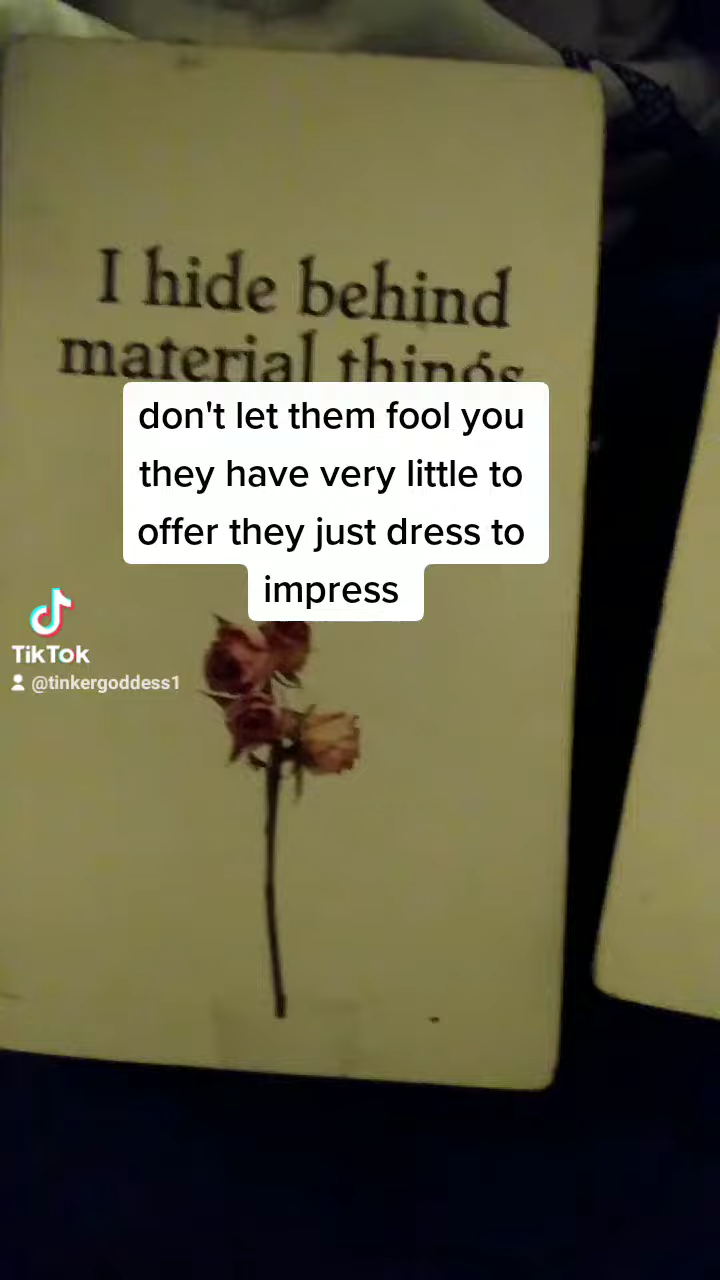 I hide behind
material things
don't let them fool you
they have very little to
offer they just dress to
impress
TikTok
@tinkergoddess1